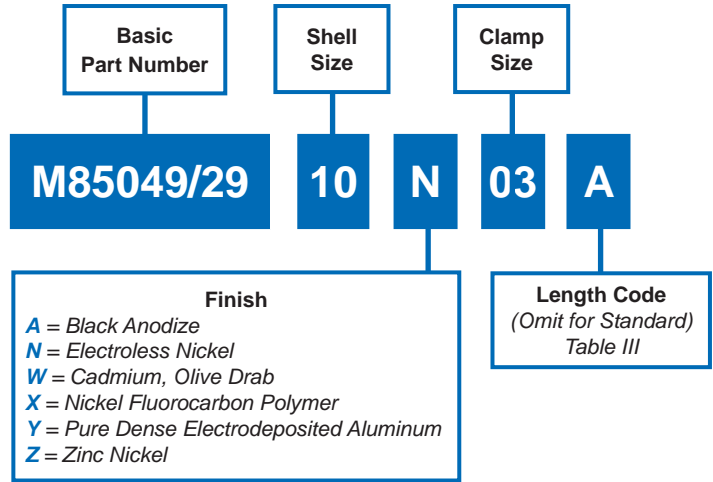 Basic
Part Number
Shell
Size
Clamp
Size
M85049/29 10 N 03 A
Finish
A = Black Anodize
N = Electroless Nickel
W = Cadmium, Olive Drab
X = Nickel Fluorocarbon Polymer
Y = Pure Dense Electrodeposited Aluminum
Z = Zinc Nickel
Length Code
(Omit for Standard)
Table III